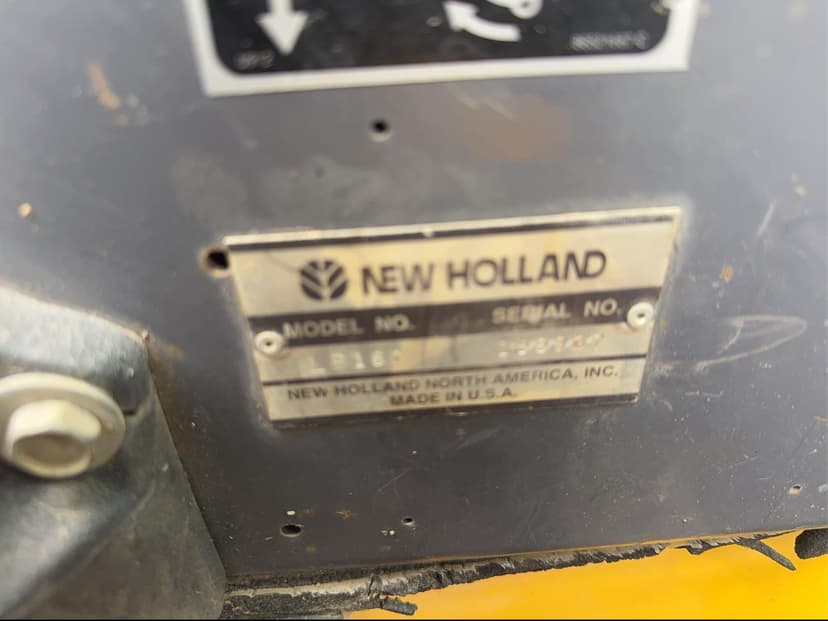 NEW HOLLAND
MODEL NO. SERIAL NO.
NEW HOLLAND NORTH AMERICA, INC.
MADE IN U.S.A.